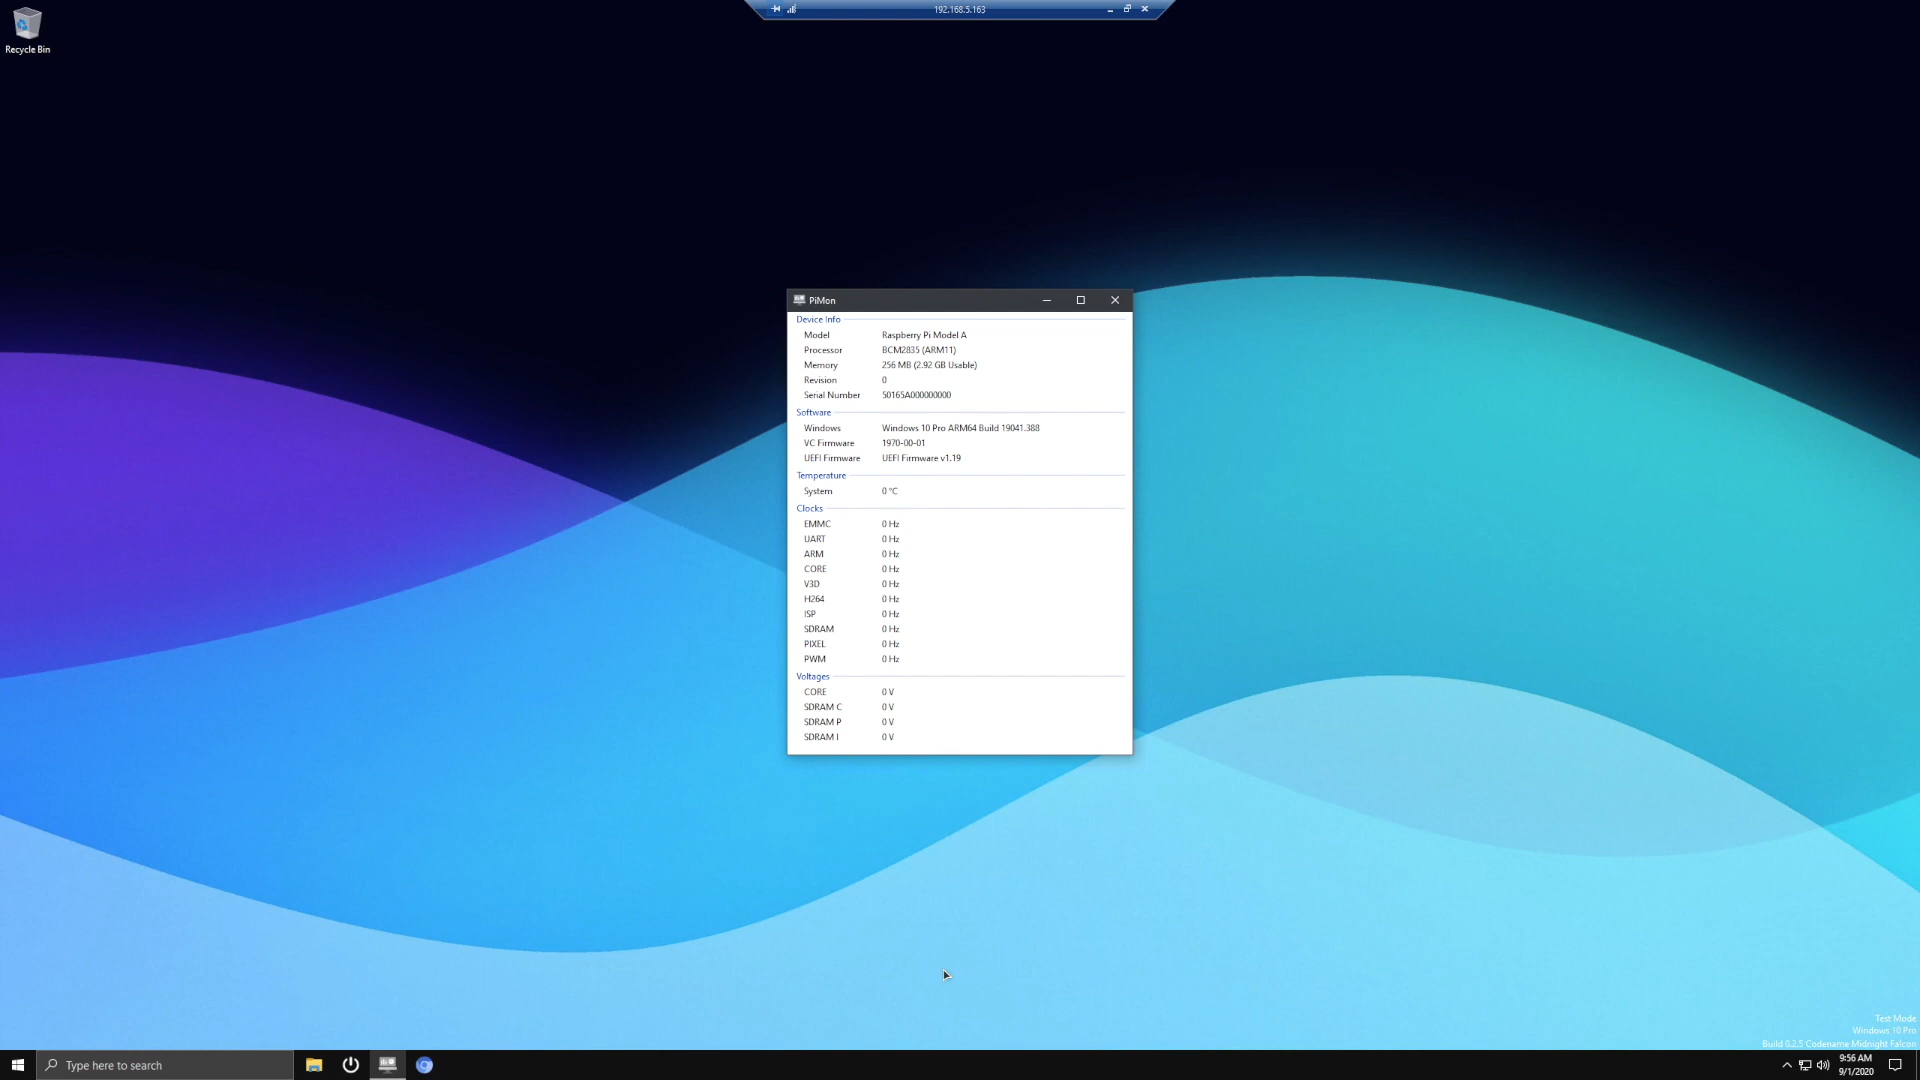 192.168.5.163
Recycle Bin
PiMon
Device Info
Model Raspberry Pi Model A
Processor BCM2835 (ARM11)
Memory 256 MB (2.92 GB Usable)
Revision 0
Serial Number 50165A000000000
Software
Windows Windows 10 Pro ARM64 Build 19041.388
VC Firmware 1970-00-01
UEFI Firmware UEFI Firmware v1.19
Temperature
System 0 °C
Clocks
EMMC 0 Hz
UART 0 Hz
ARM 0 Hz
CORE 0 Hz
V3D 0 Hz
H264 0 Hz
ISP 0 Hz
SDRAM 0 Hz
PIXEL 0 Hz
PWM 0 Hz
Voltages
CORE 0 V
SDRAM C 0 V
SDRAM P 0 V
SDRAM I 0 V
Test Mode
Windows 10 Pro
Build 0.2.5 Codename Midnight Falcon
Type here to search
9:56 AM
9/1/2020